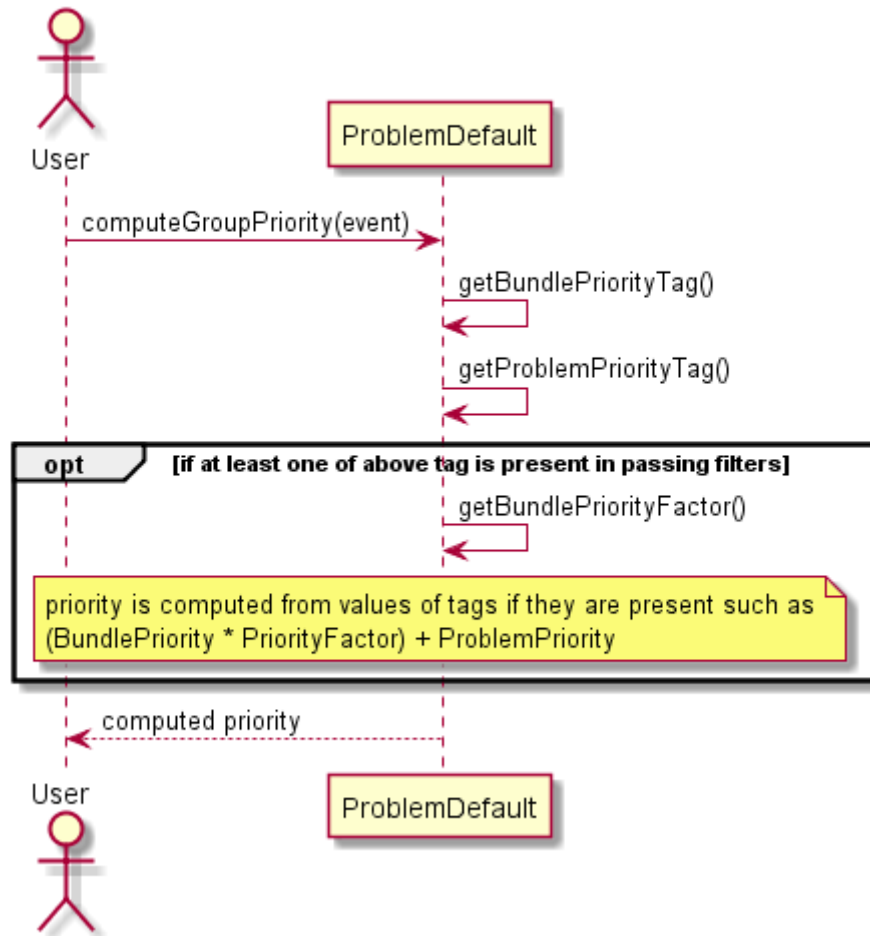 User
ProblemDefault
computeGroupPriority(event)
getBundlePriorityTag()
getProblemPriorityTag()
opt [if at least one of above tag is present in passing filters]
getBundlePriorityFactor()
priority is computed from values of tags if they are present such as
(BundlePriority * PriorityFactor) + ProblemPriority
computed priority
User
ProblemDefault